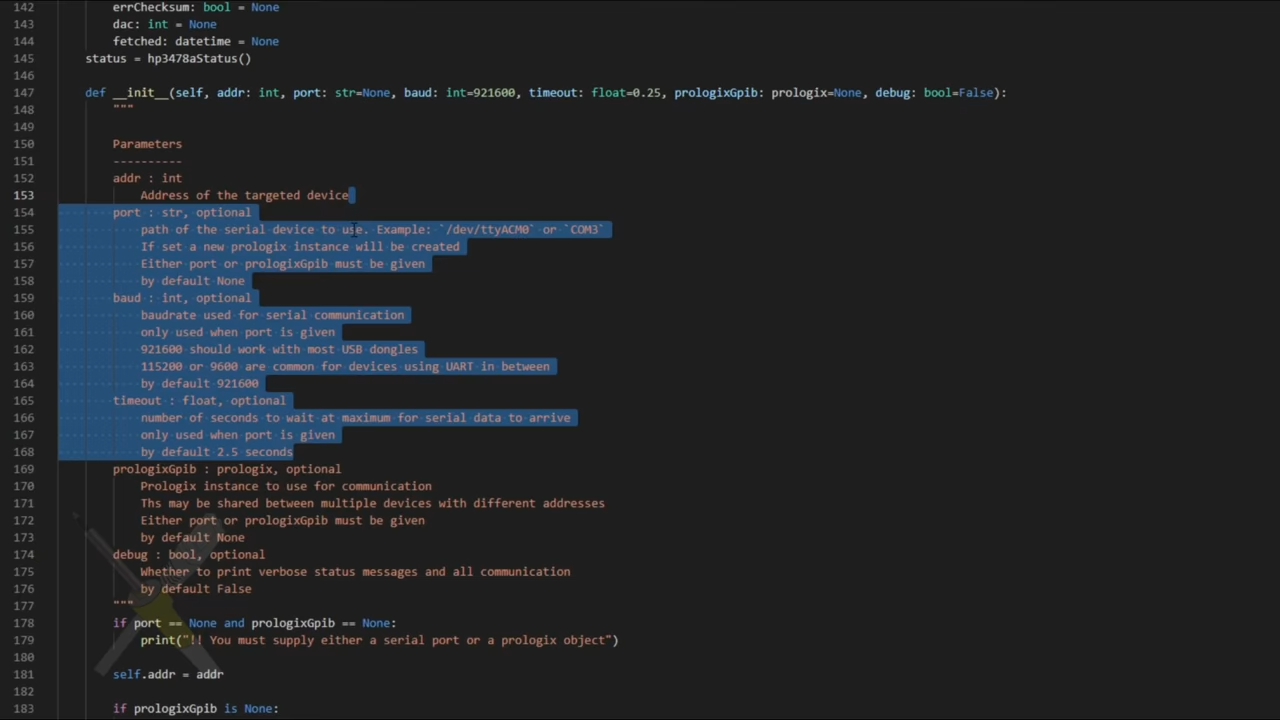 142 errChecksum: bool = None
143 dac: int = None
144 fetched: datetime = None
145 status = hp3478aStatus()
146
147 def __init__(self, addr: int, port: str=None, baud: int=921600, timeout: float=0.25, prologixGpib: prologix=None, debug: bool=False):
148 """
149
150 Parameters
151 ----------
152 addr : int
153 Address of the targeted device
154 port : str, optional
155 path of the serial device to use. Example: `/dev/ttyACM0` or `COM3`
156 If set a new prologix instance will be created
157 Either port or prologixGpib must be given
158 by default None
159 baud : int, optional
160 baudrate used for serial communication
161 only used when port is given
162 921600 should work with most USB dongles
163 115200 or 9600 are common for devices using UART in between
164 by default 921600
165 timeout : float, optional
166 number of seconds to wait at maximum for serial data to arrive
167 only used when port is given
168 by default 2.5 seconds
169 prologixGpib : prologix, optional
170 Prologix instance to use for communication
171 Ths may be shared between multiple devices with different addresses
172 Either port or prologixGpib must be given
173 by default None
174 debug : bool, optional
175 Whether to print verbose status messages and all communication
176 by default False
177 """
178 if port == None and prologixGpib == None:
179 print("!! You must supply either a serial port or a prologix object")
180
181 self.addr = addr
182
183 if prologixGpib is None: